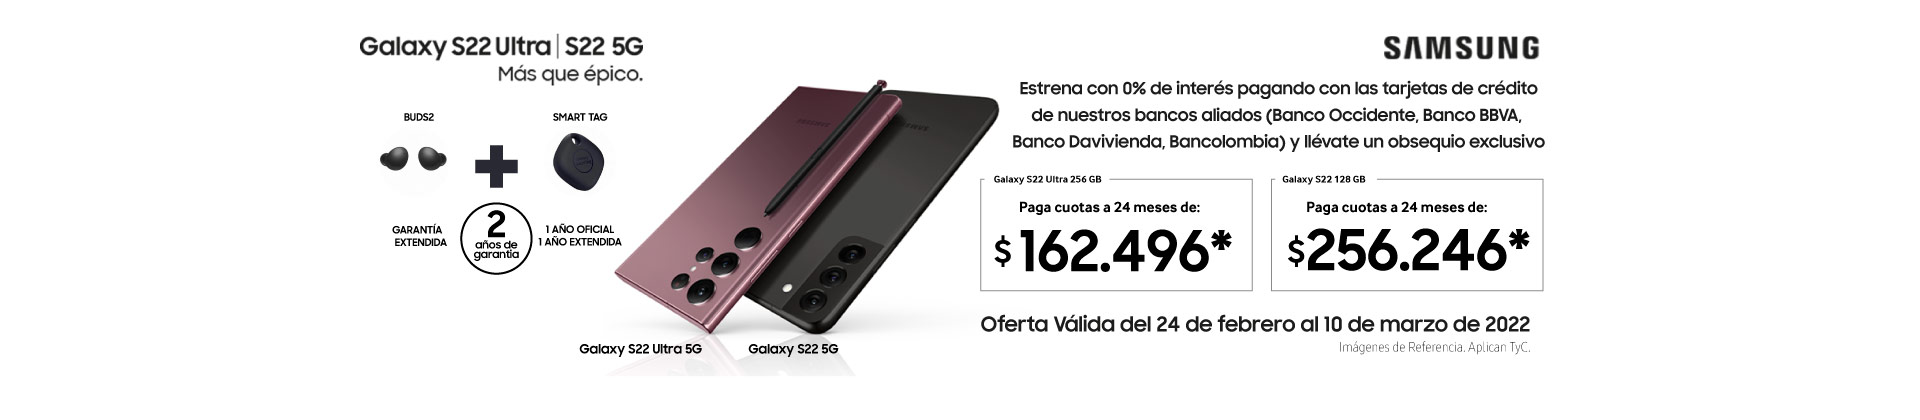 Galaxy S22 Ultra | S22 5G
Más que épico.
BUDS2
SMART TAG
GARANTÍA
EXTENDIDA
2
años de
garantia
1 AÑO OFICIAL
1 AÑO EXTENDIDA
SAMSUNG
Galaxy S22 Ultra 5G
Galaxy S22 5G
SAMSUNG
Estrena con 0% de interés pagando con las tarjetas de crédito
de nuestros bancos aliados (Banco Occidente, Banco BBVA,
Banco Davivienda, Bancolombia) y llévate un obsequio exclusivo
Galaxy S22 Ultra 256 GB
Paga cuotas a 24 meses de:
$ 162.496*
Galaxy S22 128 GB
Paga cuotas a 24 meses de:
$256.246*
Oferta Válida del 24 de febrero al 10 de marzo de 2022
Imágenes de Referencia. Aplican TyC.